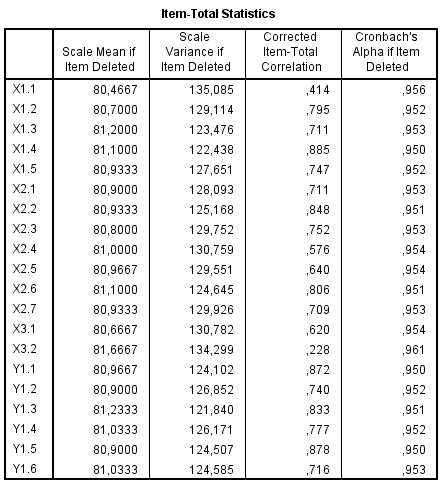 Item-Total Statistics
Scale Mean if Item Deleted Scale Variance if Item Deleted Corrected Item-Total Correlation Cronbach's Alpha if Item Deleted
X1.1 80,4667 135,085 ,414 ,956
X1.2 80,7000 129,114 ,795 ,952
X1.3 81,2000 123,476 ,711 ,953
X1.4 81,1000 122,438 ,885 ,950
X1.5 80,9333 127,651 ,747 ,952
X2.1 80,9000 128,093 ,711 ,953
X2.2 80,9333 125,168 ,848 ,951
X2.3 80,8000 129,752 ,752 ,953
X2.4 81,0000 130,759 ,576 ,954
X2.5 80,9667 129,551 ,640 ,954
X2.6 81,1000 124,645 ,806 ,951
X2.7 80,9333 129,926 ,709 ,953
X3.1 80,6667 130,782 ,620 ,954
X3.2 81,6667 134,299 ,228 ,961
Y1.1 80,9667 124,102 ,872 ,950
Y1.2 80,9000 126,852 ,740 ,952
Y1.3 81,2333 121,840 ,833 ,951
Y1.4 81,0333 126,171 ,777 ,952
Y1.5 80,9000 124,507 ,878 ,950
Y1.6 81,0333 124,585 ,716 ,953